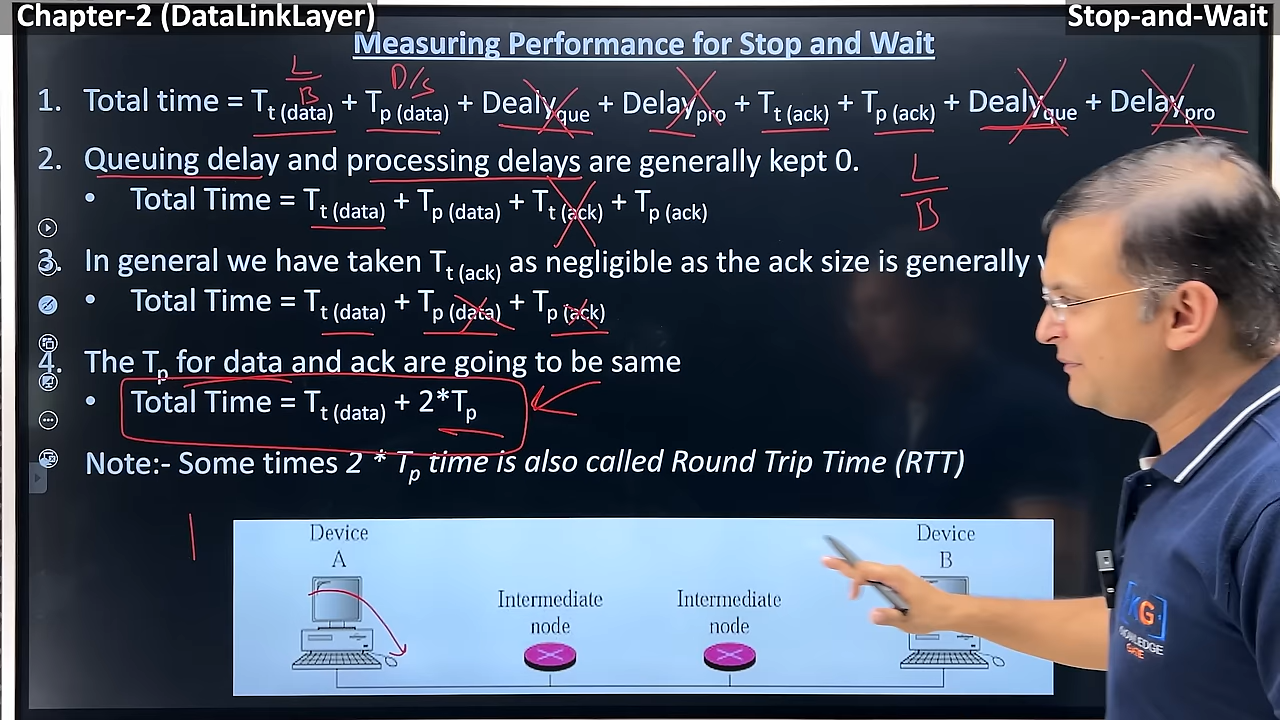 Chapter-2 (DataLinkLayer)
Stop-and-Wait
Measuring Performance for Stop and Wait
L/B D/s
1. Total time = Tt (data) + Tp (data) + Dealyque + Delaypro + Tt (ack) + Tp (ack) + Dealyque + Delaypro
2. Queuing delay and processing delays are generally kept 0.
L/B
• Total Time = Tt (data) + Tp (data) + Tt (ack) + Tp (ack)
3. In general we have taken Tt (ack) as negligible as the ack size is generally
• Total Time = Tt (data) + Tp (data) + Tp (ack)
4. The Tp for data and ack are going to be same
• Total Time = Tt (data) + 2*Tp
Note:- Some times 2 * Tp time is also called Round Trip Time (RTT)
Device A
Intermediate node
Intermediate node
Device B
KG